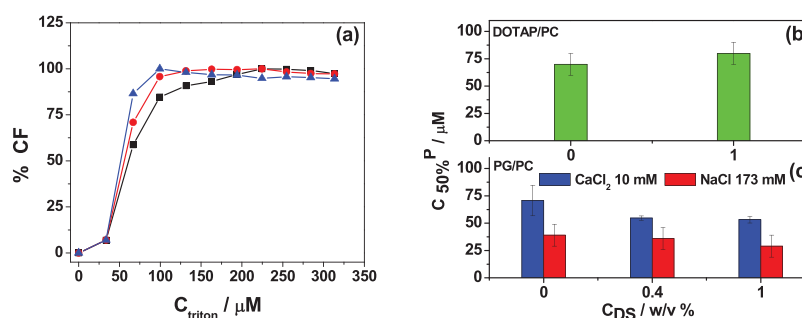 (a)
125
100
75
50
25
0
% CF
0 50 100 150 200 250 300 350
C_triton / μM
(b)
DOTAP/PC
100
75
50
25
0
0 1
C 50% P / μM
PG/PC
CaCl₂ 10 mM NaCl 173 mM
100
75
50
25
0
0 0.4 1
C_DS / w/v %